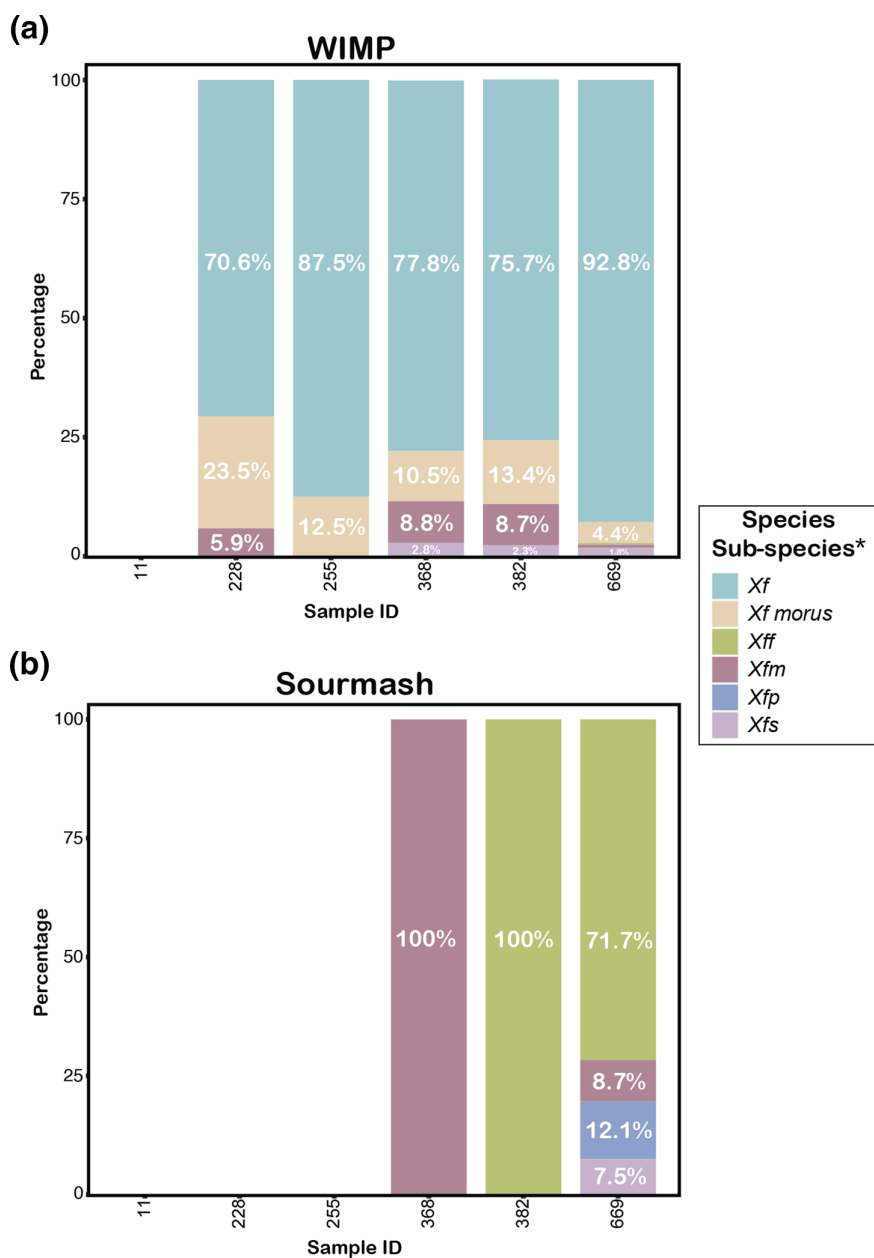 (a)
WIMP
100
75
50
25
0
Percentage
70.6%
87.5%
77.8%
75.7%
92.8%
23.5%
12.5%
10.5%
13.4%
4.4%
5.9%
8.8%
8.7%
2.8%
2.3%
1.8%
11
228
255
368
382
669
Sample ID
Species
Sub-species*
Xf
Xf morus
Xff
Xfm
Xfp
Xfs
(b)
Sourmash
100
75
50
25
0
Percentage
100%
100%
71.7%
8.7%
12.1%
7.5%
11
228
255
368
382
669
Sample ID